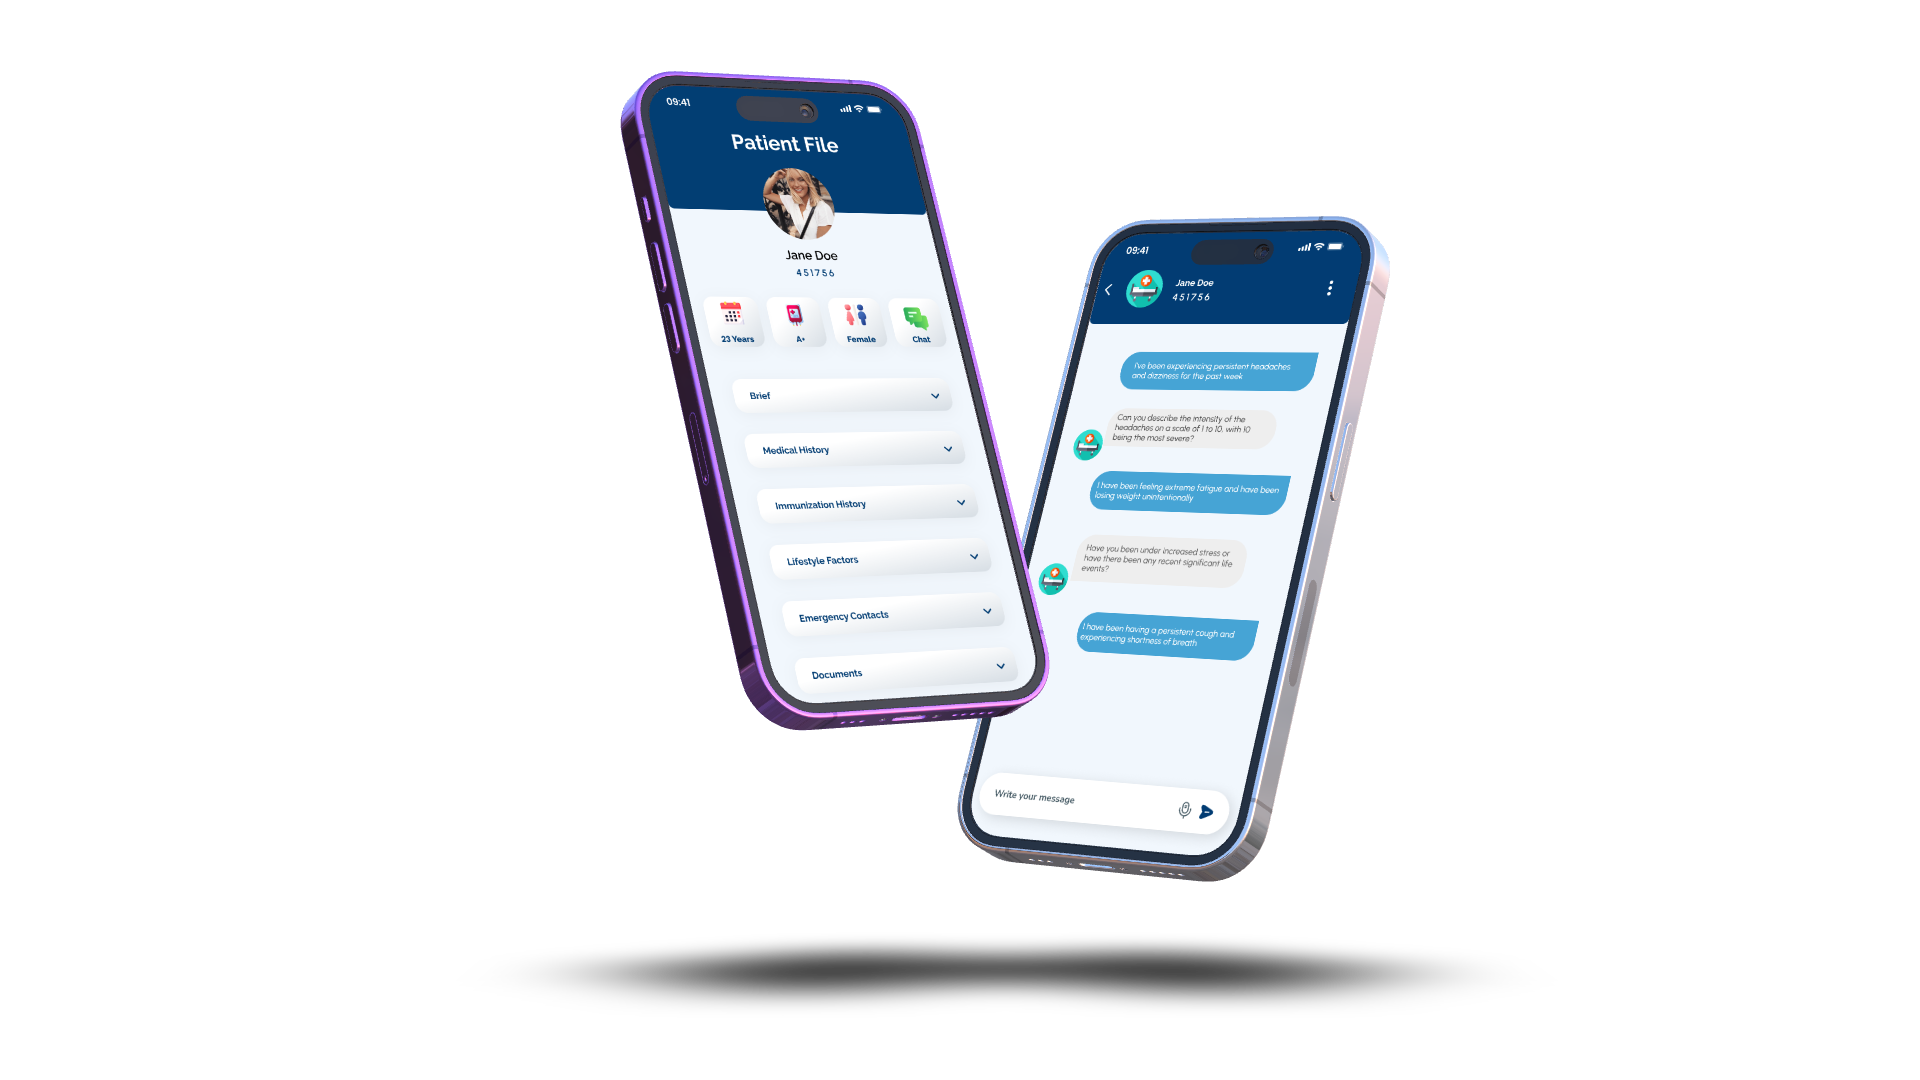 09:41
Patient File
Jane Doe
451756
23 Years
A+
Female
Chat
Brief
Medical History
Immunization History
Lifestyle Factors
Emergency Contacts
Documents
09:41
Jane Doe
451756
I've been experiencing persistent headaches
and dizziness for the past week
Can you describe the intensity of the
headaches on a scale of 1 to 10, with 10
being the most severe?
I have been feeling extreme fatigue and have been
losing weight unintentionally
Have you been under increased stress or
have there been any recent significant life
events?
I have been having a persistent cough and
experiencing shortness of breath
Write your message